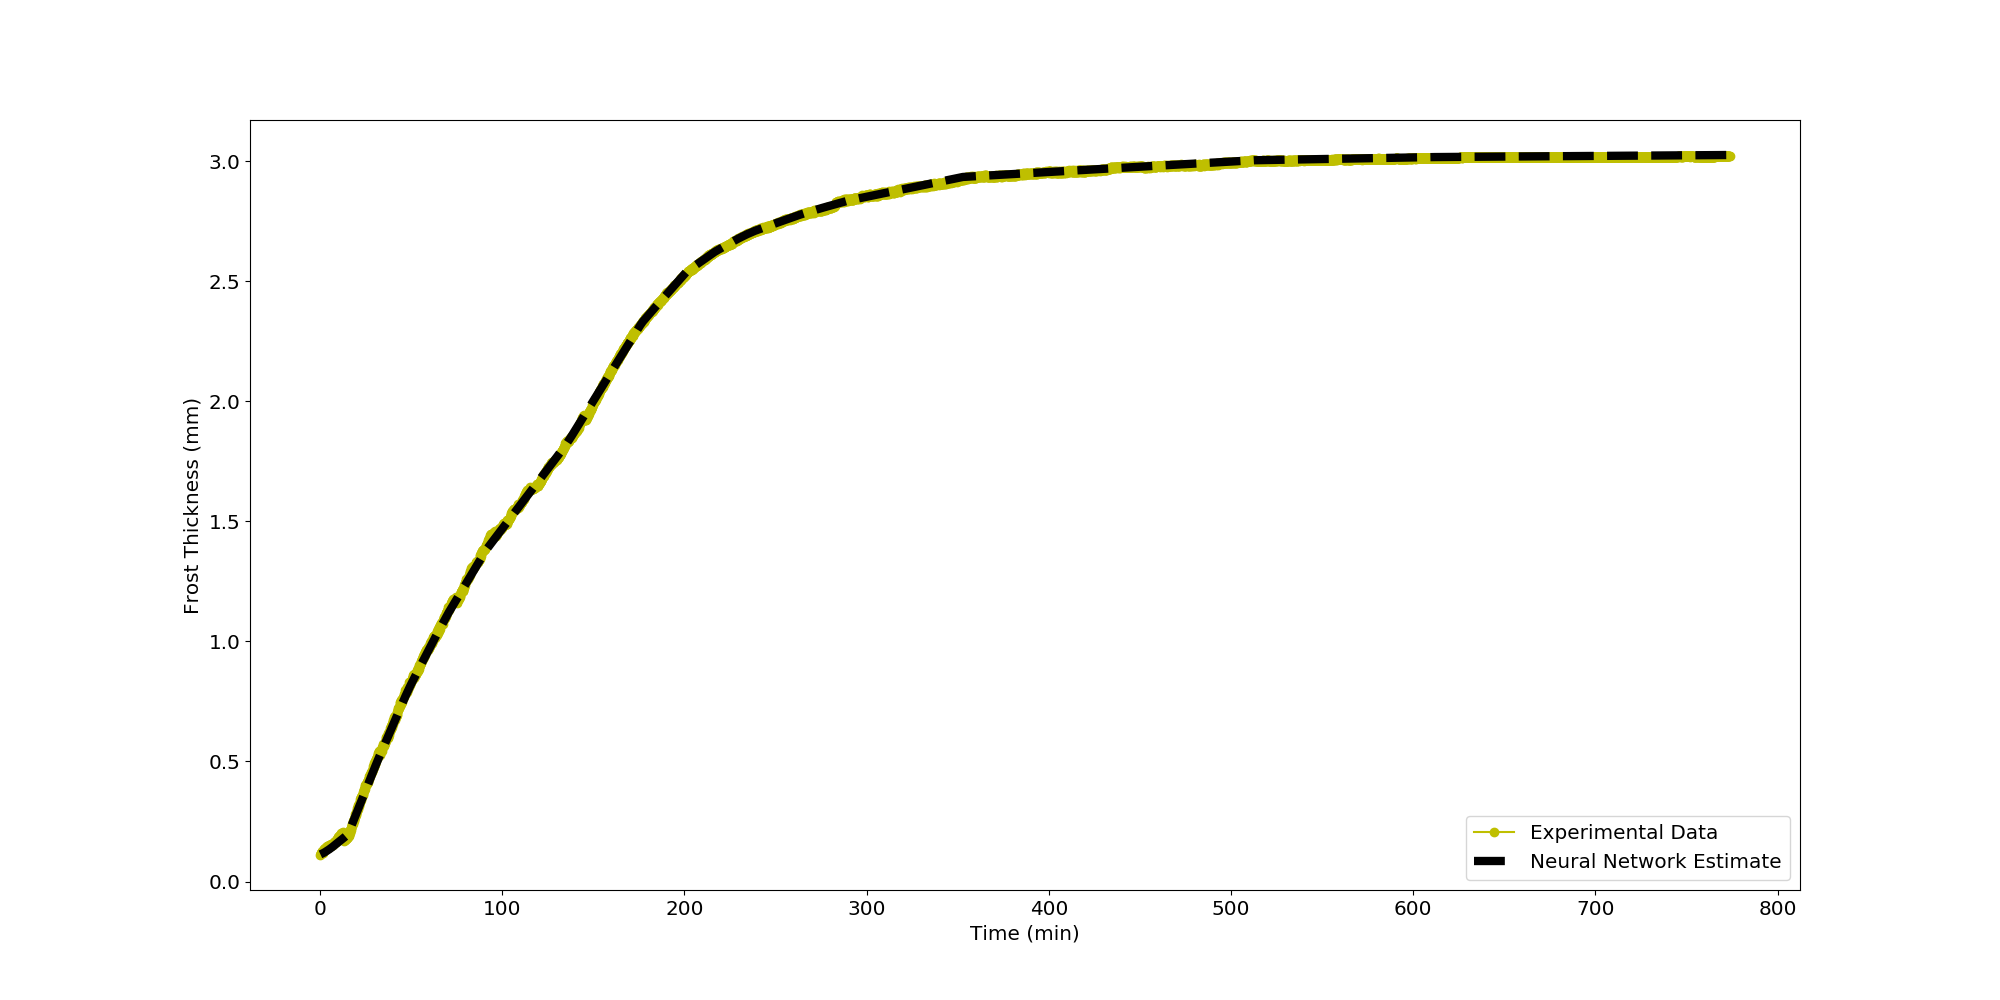 Frost Thickness (mm)
3.0
2.5
2.0
1.5
1.0
0.5
0.0
Experimental Data
Neural Network Estimate
0 100 200 300 400 500 600 700 800
Time (min)